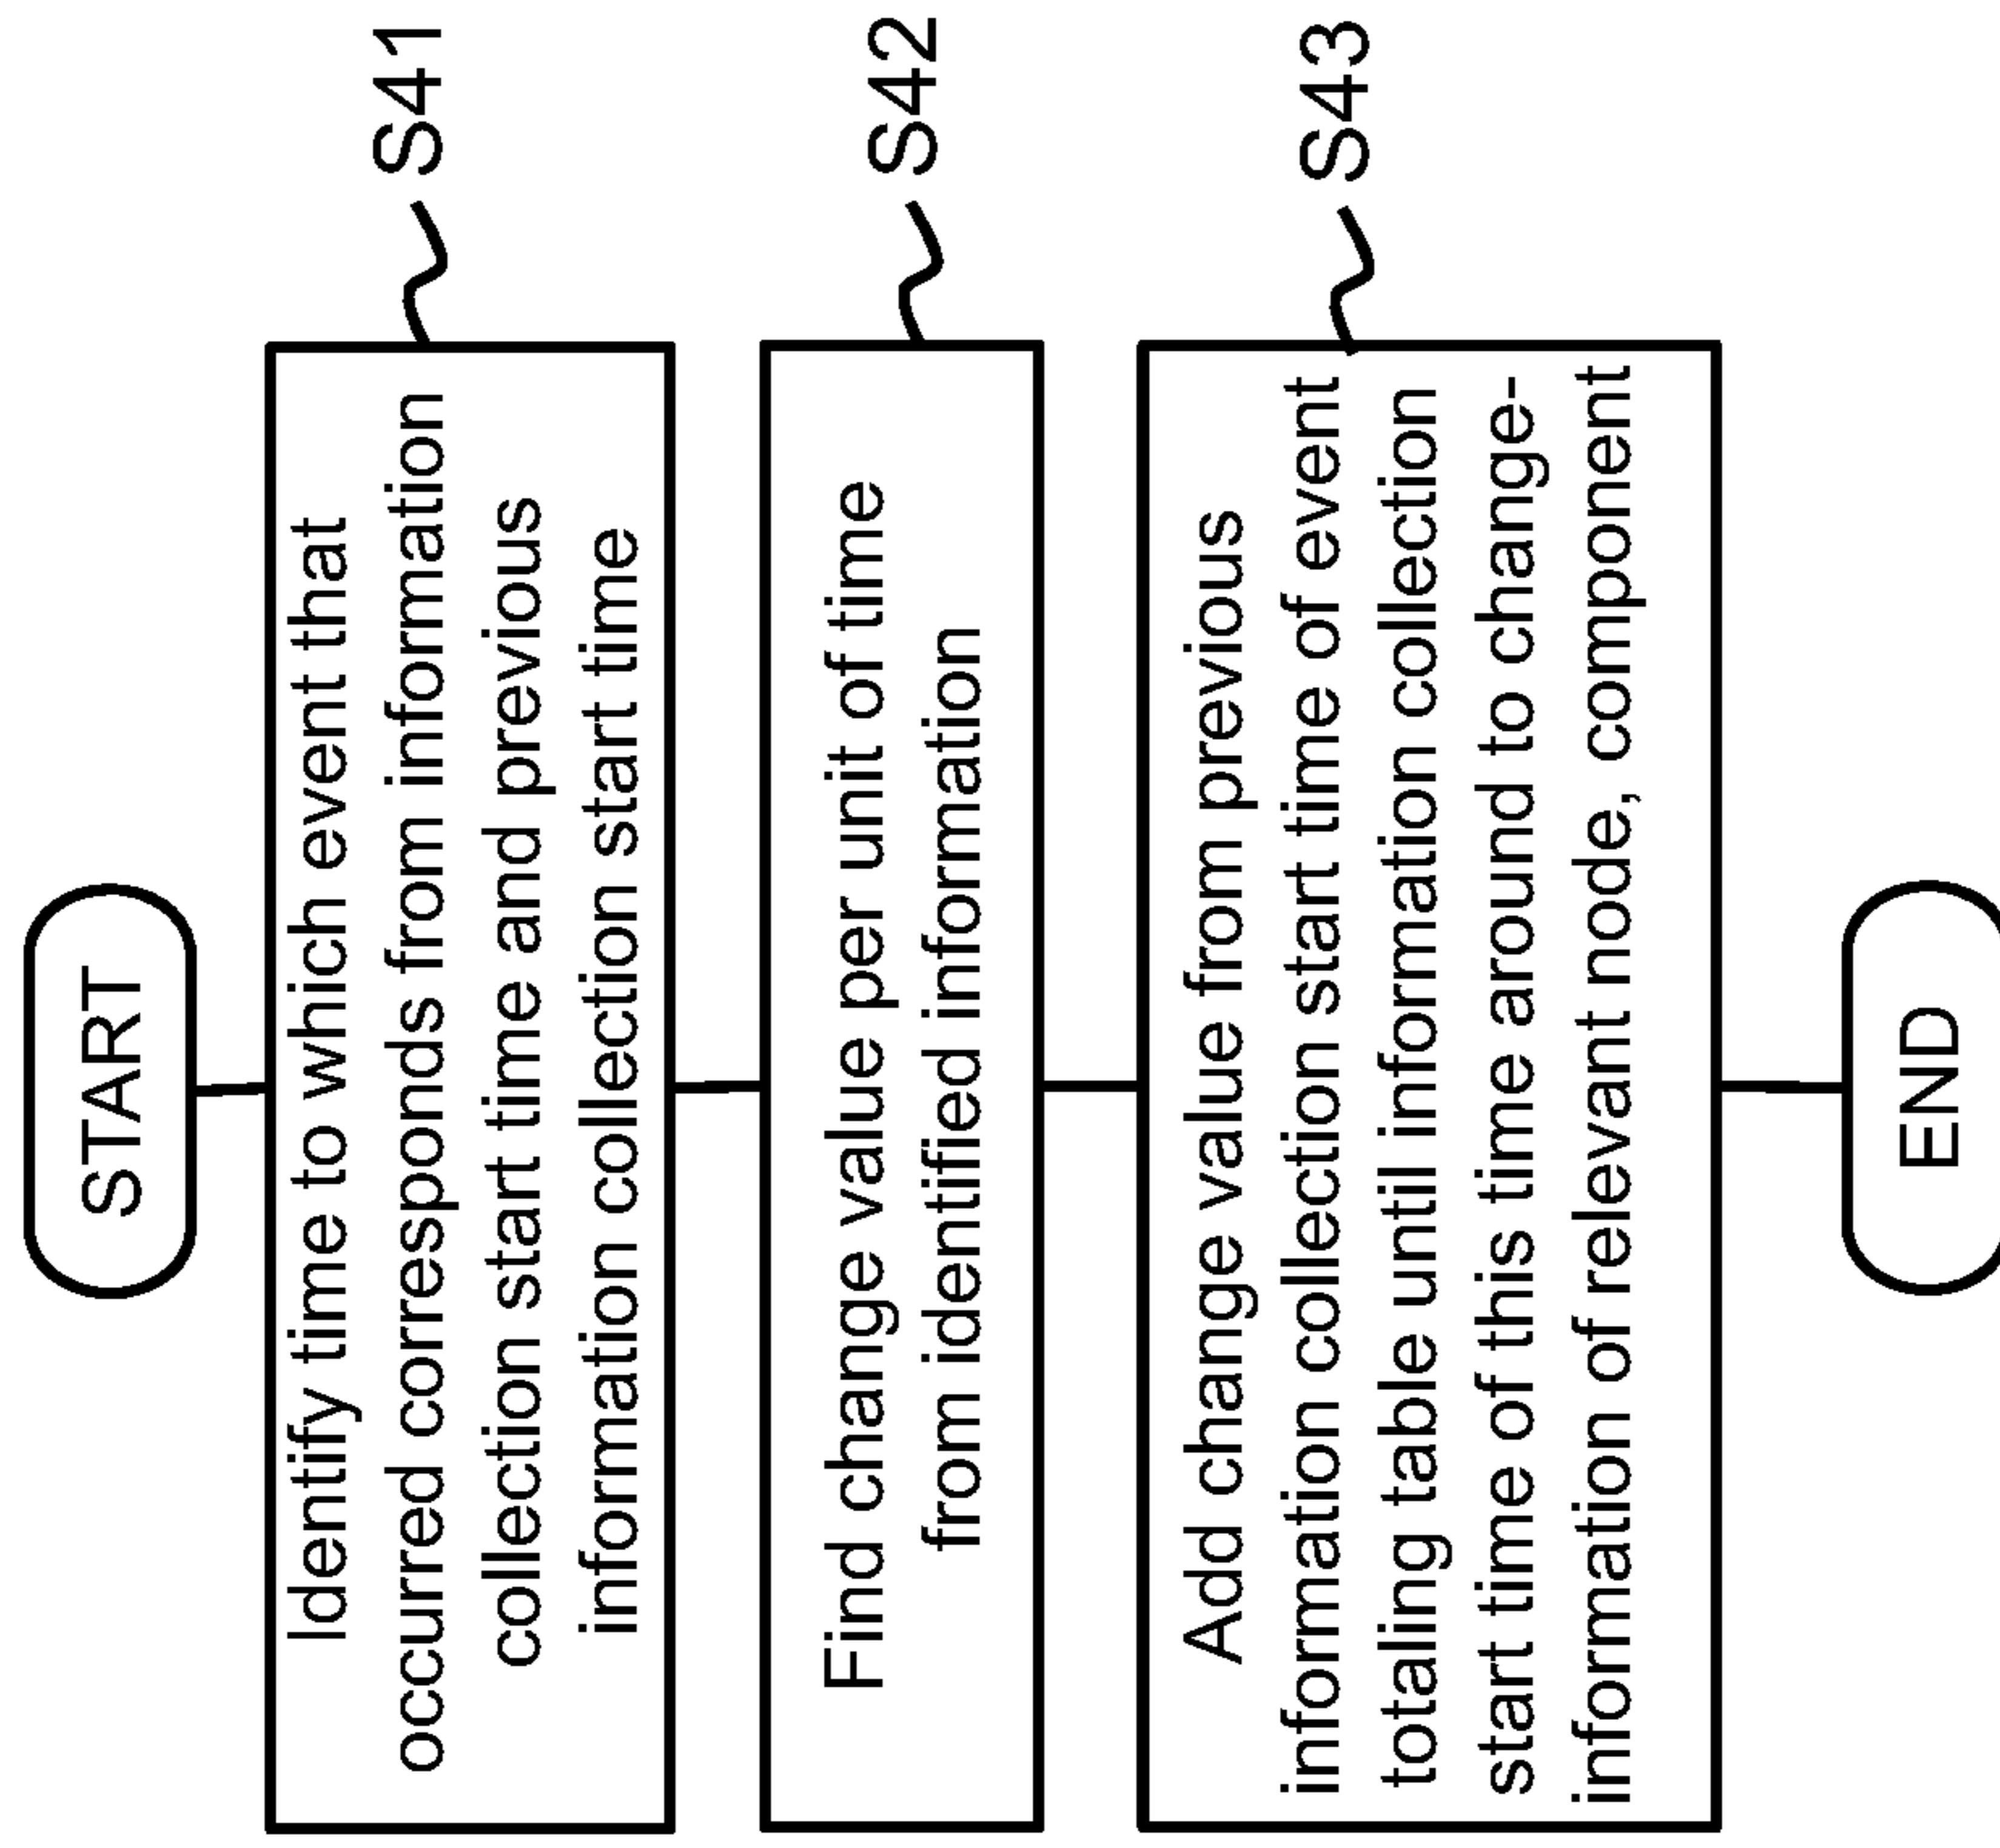 START
Identify time to which event that
occurred corresponds from information
collection start time and previous
information collection start time
S41
Find change value per unit of time
from identified information
S42
Add change value from previous
information collection start time of event
totaling table until information collection
start time of this time around to change-
information of relevant node, component
S43
END